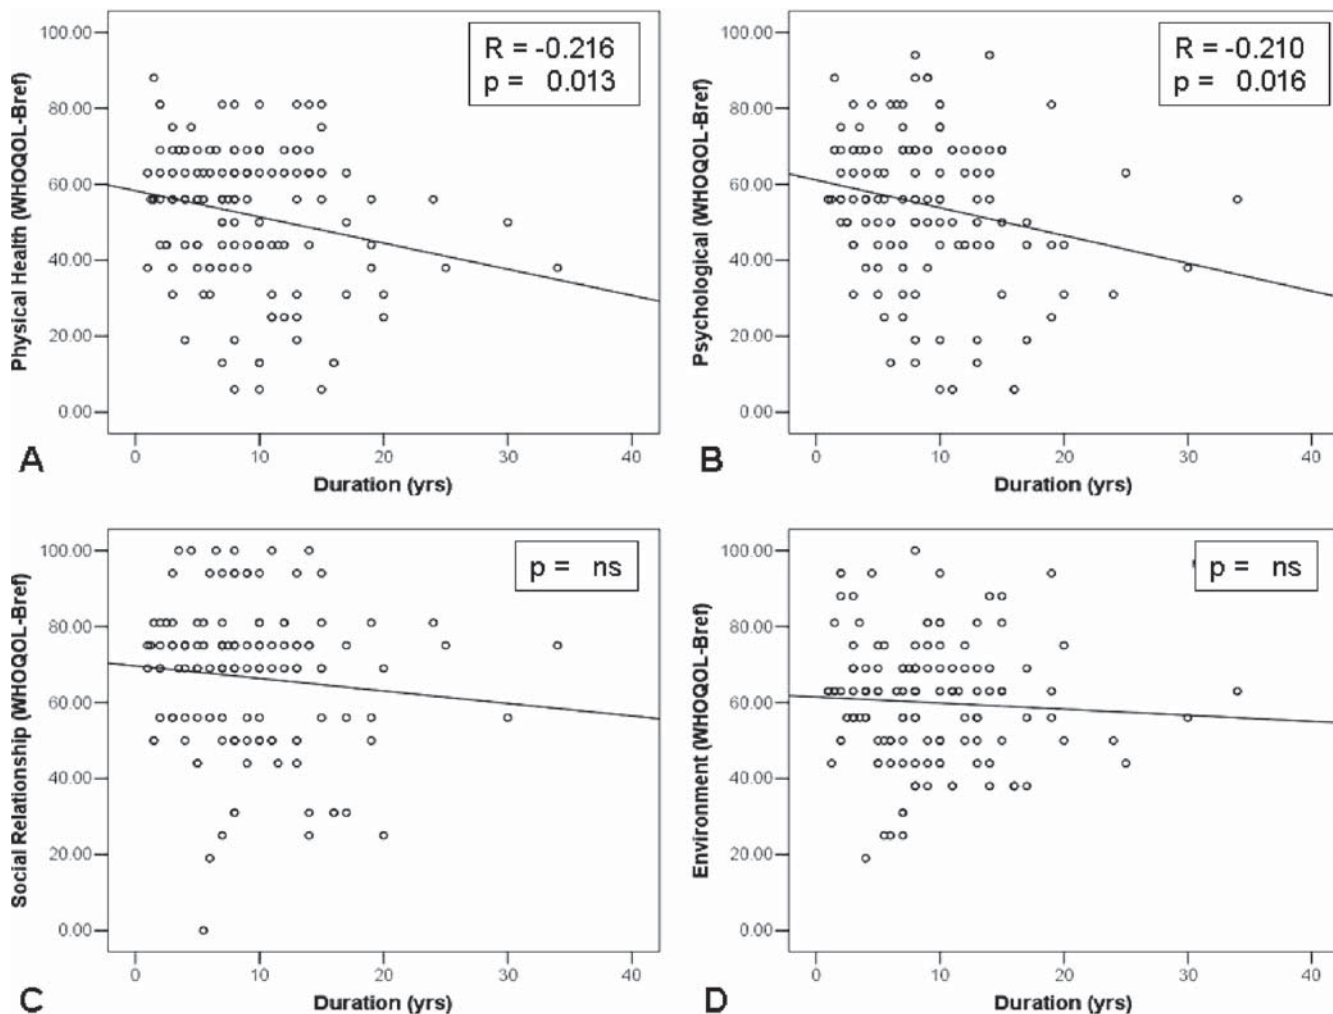 100.00
80.00
60.00
40.00
20.00
0.00
Physical Health (WHOQOL-Bref)
R = -0.216
p = 0.013
0 10 20 30 40
Duration (yrs)
A
100.00
80.00
60.00
40.00
20.00
0.00
Psychological (WHOQOL-Bref)
R = -0.210
p = 0.016
0 10 20 30 40
Duration (yrs)
B
100.00
80.00
60.00
40.00
20.00
0.00
Social Relationship (WHOQOL-Bref)
p = ns
0 10 20 30 40
Duration (yrs)
C
100.00
80.00
60.00
40.00
20.00
0.00
Environment (WHOQOL-Bref)
p = ns
0 10 20 30 40
Duration (yrs)
D